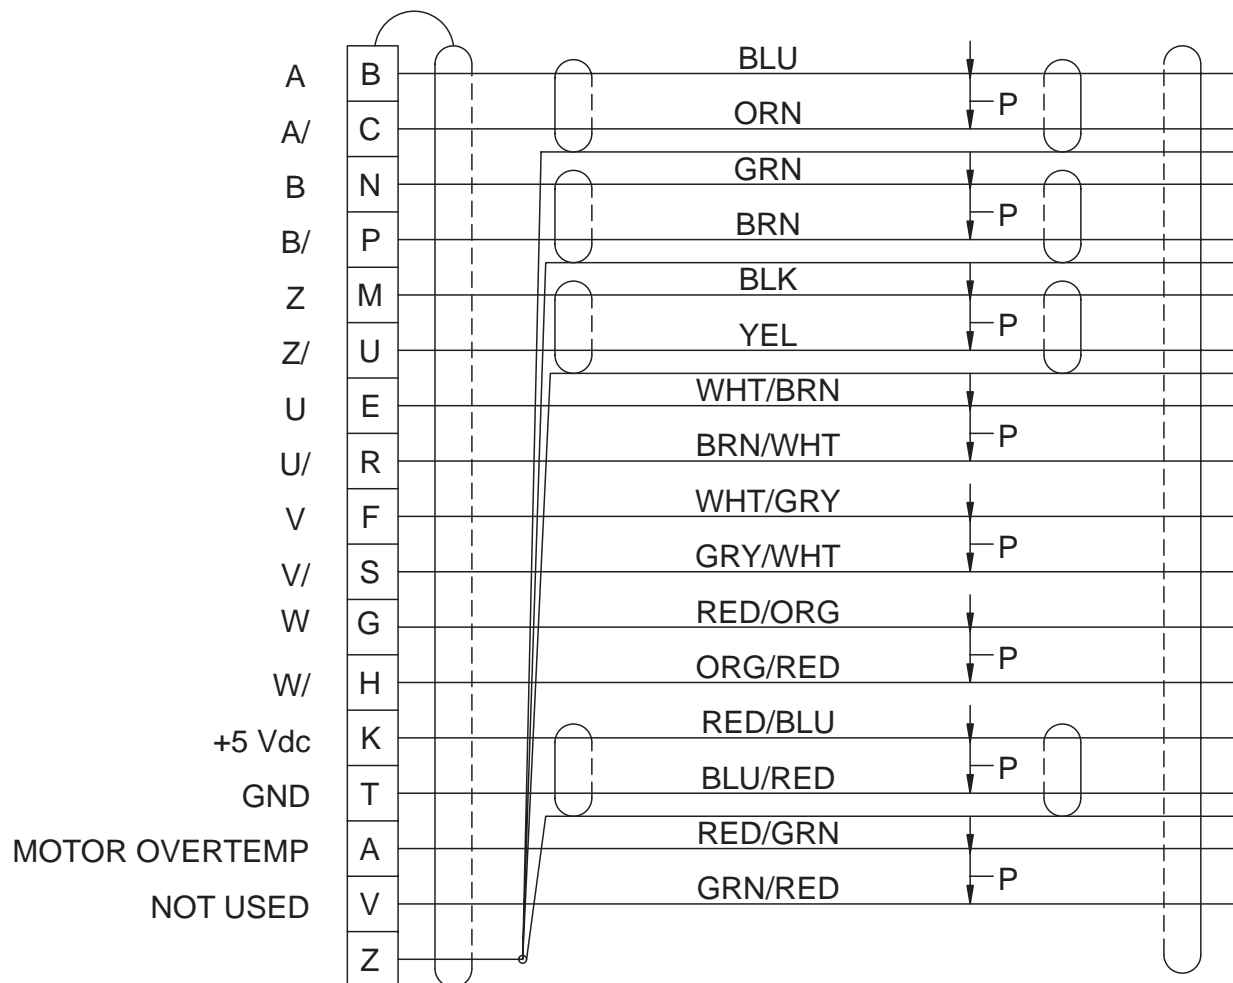 A B BLU
P
A/ C ORN
B N GRN
P
B/ P BRN
Z M BLK
P
Z/ U YEL
U E WHT/BRN
P
U/ R BRN/WHT
V F WHT/GRY
P
V/ S GRY/WHT
W G RED/ORG
P
W/ H ORG/RED
+5 Vdc K RED/BLU
P
GND T BLU/RED
MOTOR OVERTEMP A RED/GRN
P
NOT USED V GRN/RED
Z